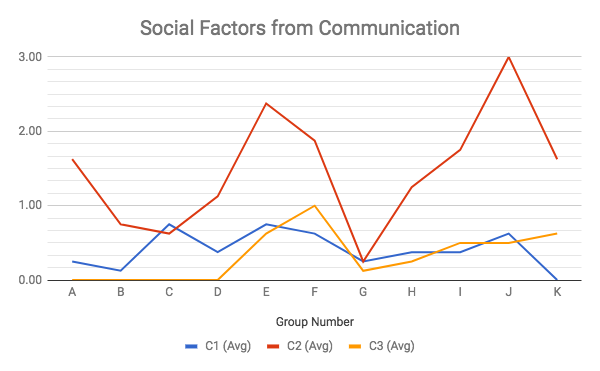 Social Factors from Communication
3.00
2.00
1.00
0.00
A B C D E F G H I J K
Group Number
C1 (Avg) C2 (Avg) C3 (Avg)